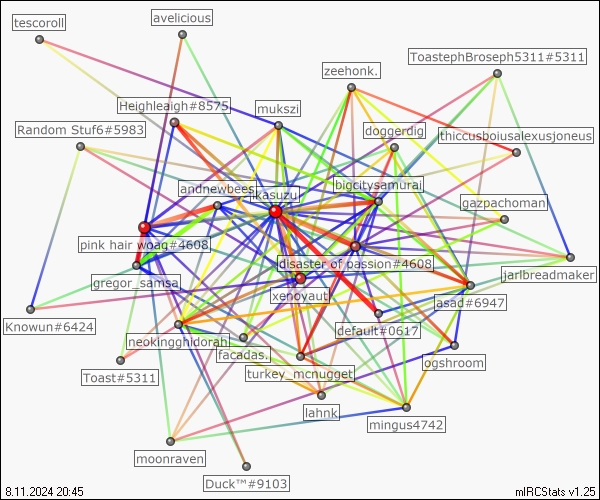 avelicious
tescoroll
ToastephBroseph5311#5311
zeehonk.
Heighleaigh#8575
mukszi
Random Stuf6#5983
doggerdig
thiccusboiusalexusjoneus
andnewbees
ikasuzu
bigcitysamurai
gazpachoman
pink hair woag#4608
disaster of passion#4608
gregor_samsa
jarlbreadmaker
xenoyaut
asad#6947
Knowun#6424
default#0617
neokingghidorah
facadas.
ogshroom
Toast#5311
turkey_mcnugget
lahnk
mingus4742
moonraven
Duck™#9103
8.11.2024 20:45
mIRCStats v1.25